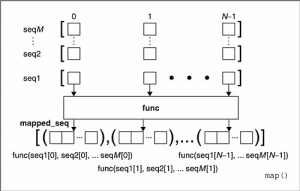 0 1 N–1
seqM [ ]
seq2 [ ]
seq1 [ ] • • •
func
mapped_seq
[( ... ),( ... ),...( ... )]
func(seq1[0], seq2[0], ... seqM[0]) func(seq1[N–1], ... seqM[N–1])
func(seq1[1], seq2[1], ... seqM[1])
map()